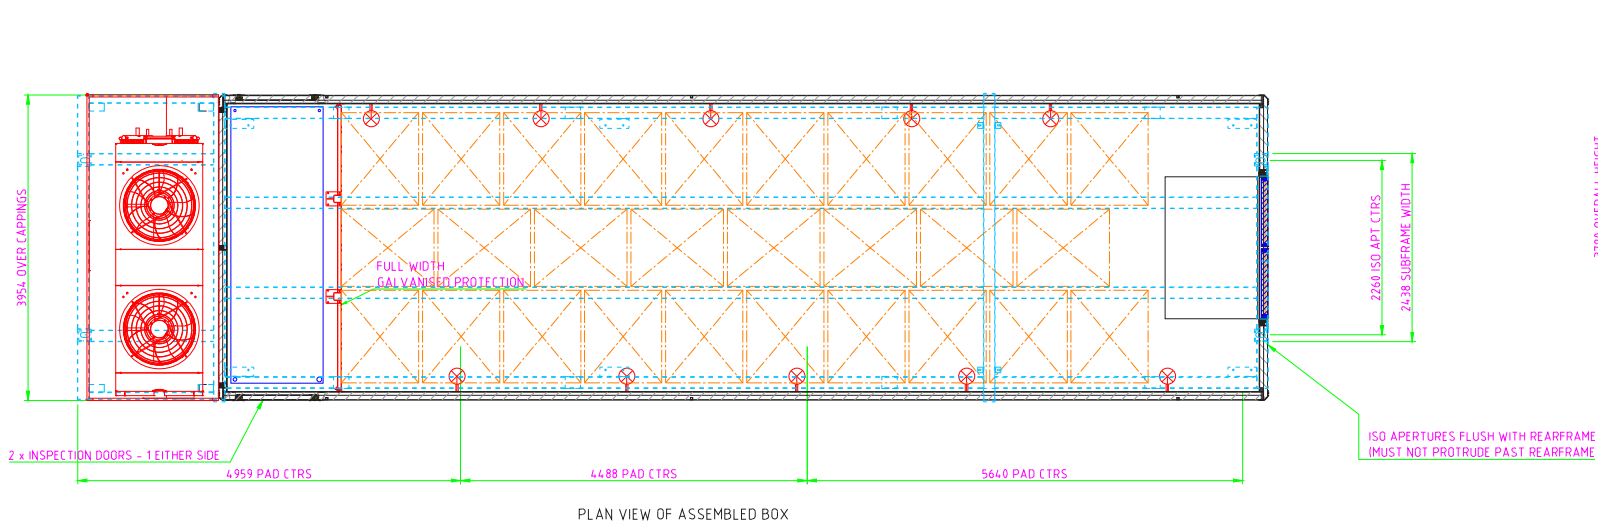 3954 OVER CAPPINGS
FULL WIDTH
GALVANISED PROTECTION
2260 ISO APT CTRS
2438 SUBFRAME WIDTH
ISO APERTURES FLUSH WITH REARFRAME
(MUST NOT PROTRUDE PAST REARFRAME
2 x INSPECTION DOORS - 1 EITHER SIDE
4959 PAD CTRS
4488 PAD CTRS
5640 PAD CTRS
PLAN VIEW OF ASSEMBLED BOX